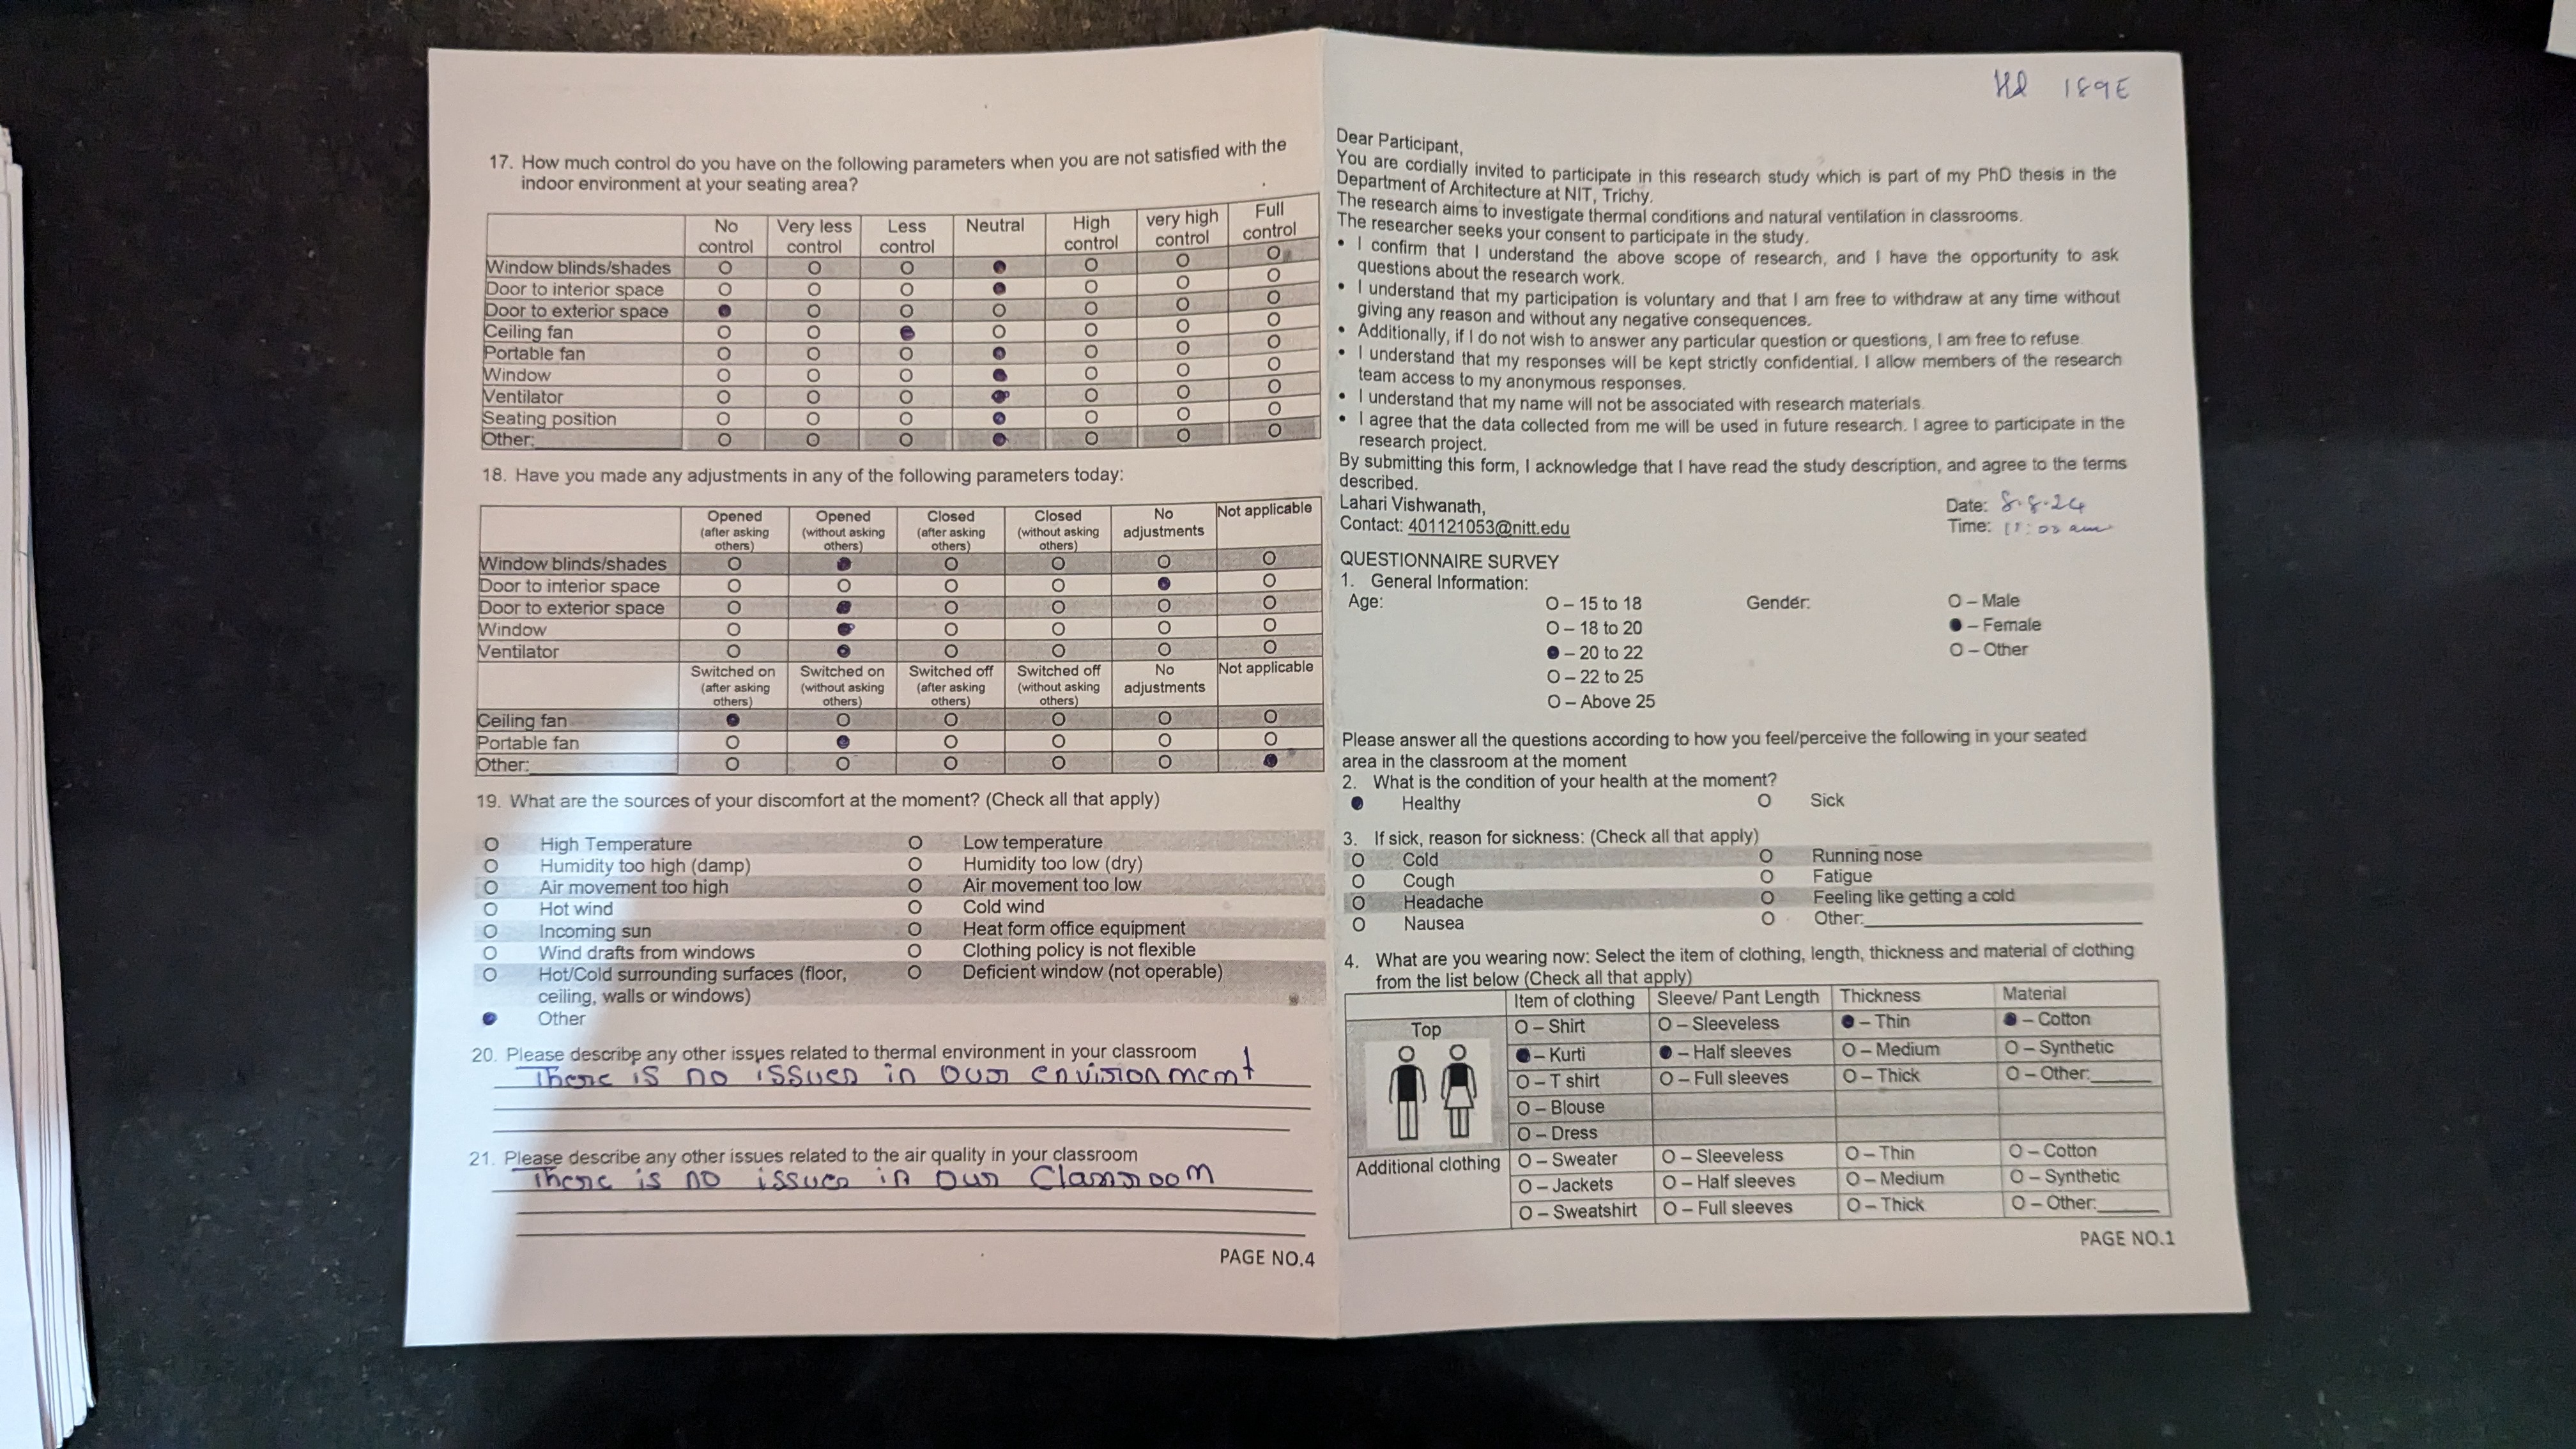 17. How much control do you have on the following parameters when you are not satisfied with the
indoor environment at your seating area?
No control Very less control Less control Neutral High control very high control Full control
Window blinds/shades O O O ● O O O
Door to interior space O O O ● O O O
Door to exterior space ● O O O O O O
Ceiling fan O O ● O O O O
Portable fan O O O ● O O O
Window O O O ● O O O
Ventilator O O O ● O O O
Seating position O O O ● O O O
Other:______ O O O ● O O O
18. Have you made any adjustments in any of the following parameters today:
Opened (after asking others) Opened (without asking others) Closed (after asking others) Closed (without asking others) No adjustments Not applicable
Window blinds/shades O ● O O O O
Door to interior space O O O O ● O
Door to exterior space O ● O O O O
Window O ● O O O O
Ventilator O ● O O O O
Switched on (after asking others) Switched on (without asking others) Switched off (after asking others) Switched off (without asking others) No adjustments Not applicable
Ceiling fan ● O O O O O
Portable fan O ● O O O O
Other:______ O O O O O ●
19. What are the sources of your discomfort at the moment? (Check all that apply)
O High Temperature O Low temperature
O Humidity too high (damp) O Humidity too low (dry)
O Air movement too high O Air movement too low
O Hot wind O Cold wind
O Incoming sun O Heat form office equipment
O Wind drafts from windows O Clothing policy is not flexible
O Hot/Cold surrounding surfaces (floor, O Deficient window (not operable)
ceiling, walls or windows)
● Other
20. Please describe any other issues related to thermal environment in your classroom
There is no issues in our environment
21. Please describe any other issues related to the air quality in your classroom
There is no issues in our Classroom
PAGE NO.4
189E
Dear Participant,
You are cordially invited to participate in this research study which is part of my PhD thesis in the
Department of Architecture at NIT, Trichy.
The research aims to investigate thermal conditions and natural ventilation in classrooms.
The researcher seeks your consent to participate in the study.
• I confirm that I understand the above scope of research, and I have the opportunity to ask
questions about the research work.
• I understand that my participation is voluntary and that I am free to withdraw at any time without
giving any reason and without any negative consequences.
• Additionally, if I do not wish to answer any particular question or questions, I am free to refuse.
• I understand that my responses will be kept strictly confidential. I allow members of the research
team access to my anonymous responses.
• I understand that my name will not be associated with research materials.
• I agree that the data collected from me will be used in future research. I agree to participate in the
research project.
By submitting this form, I acknowledge that I have read the study description, and agree to the terms
described.
Lahari Vishwanath, Date: 8.8.24
Contact: 401121053@nitt.edu Time: 11:00 am
QUESTIONNAIRE SURVEY
1. General Information:
Age: O – 15 to 18 Gender: O – Male
O – 18 to 20 ● – Female
● – 20 to 22 O – Other
O – 22 to 25
O – Above 25
Please answer all the questions according to how you feel/perceive the following in your seated
area in the classroom at the moment
2. What is the condition of your health at the moment?
● Healthy O Sick
3. If sick, reason for sickness: (Check all that apply)
O Cold O Running nose
O Cough O Fatigue
O Headache O Feeling like getting a cold
O Nausea O Other:______
4. What are you wearing now: Select the item of clothing, length, thickness and material of clothing
from the list below (Check all that apply)
Item of clothing Sleeve/ Pant Length Thickness Material
Top O – Shirt O – Sleeveless ● – Thin ● – Cotton
● – Kurti ● – Half sleeves O – Medium O – Synthetic
O – T shirt O – Full sleeves O – Thick O – Other:______
O – Blouse
O – Dress
Additional clothing O – Sweater O – Sleeveless O – Thin O – Cotton
O – Jackets O – Half sleeves O – Medium O – Synthetic
O – Sweatshirt O – Full sleeves O – Thick O – Other:______
PAGE NO.1